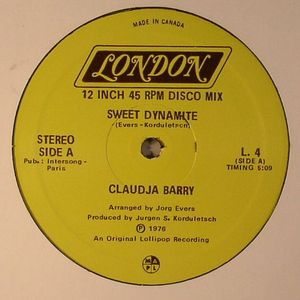 MADE IN CANADA
LONDON
12 INCH 45 RPM DISCO MIX
SWEET DYNAMITE
(Evers-Korduletsch)
STEREO
SIDE A
Pub.: Intersong-
Paris
L. 4
(SIDE A)
TIMING 5:09
CLAUDJA BARRY
Arranged by Jorg Evers
Produced by Jurgen S. Korduletsch
Ⓟ 1976
An Original Lollipop Recording
M A
P L